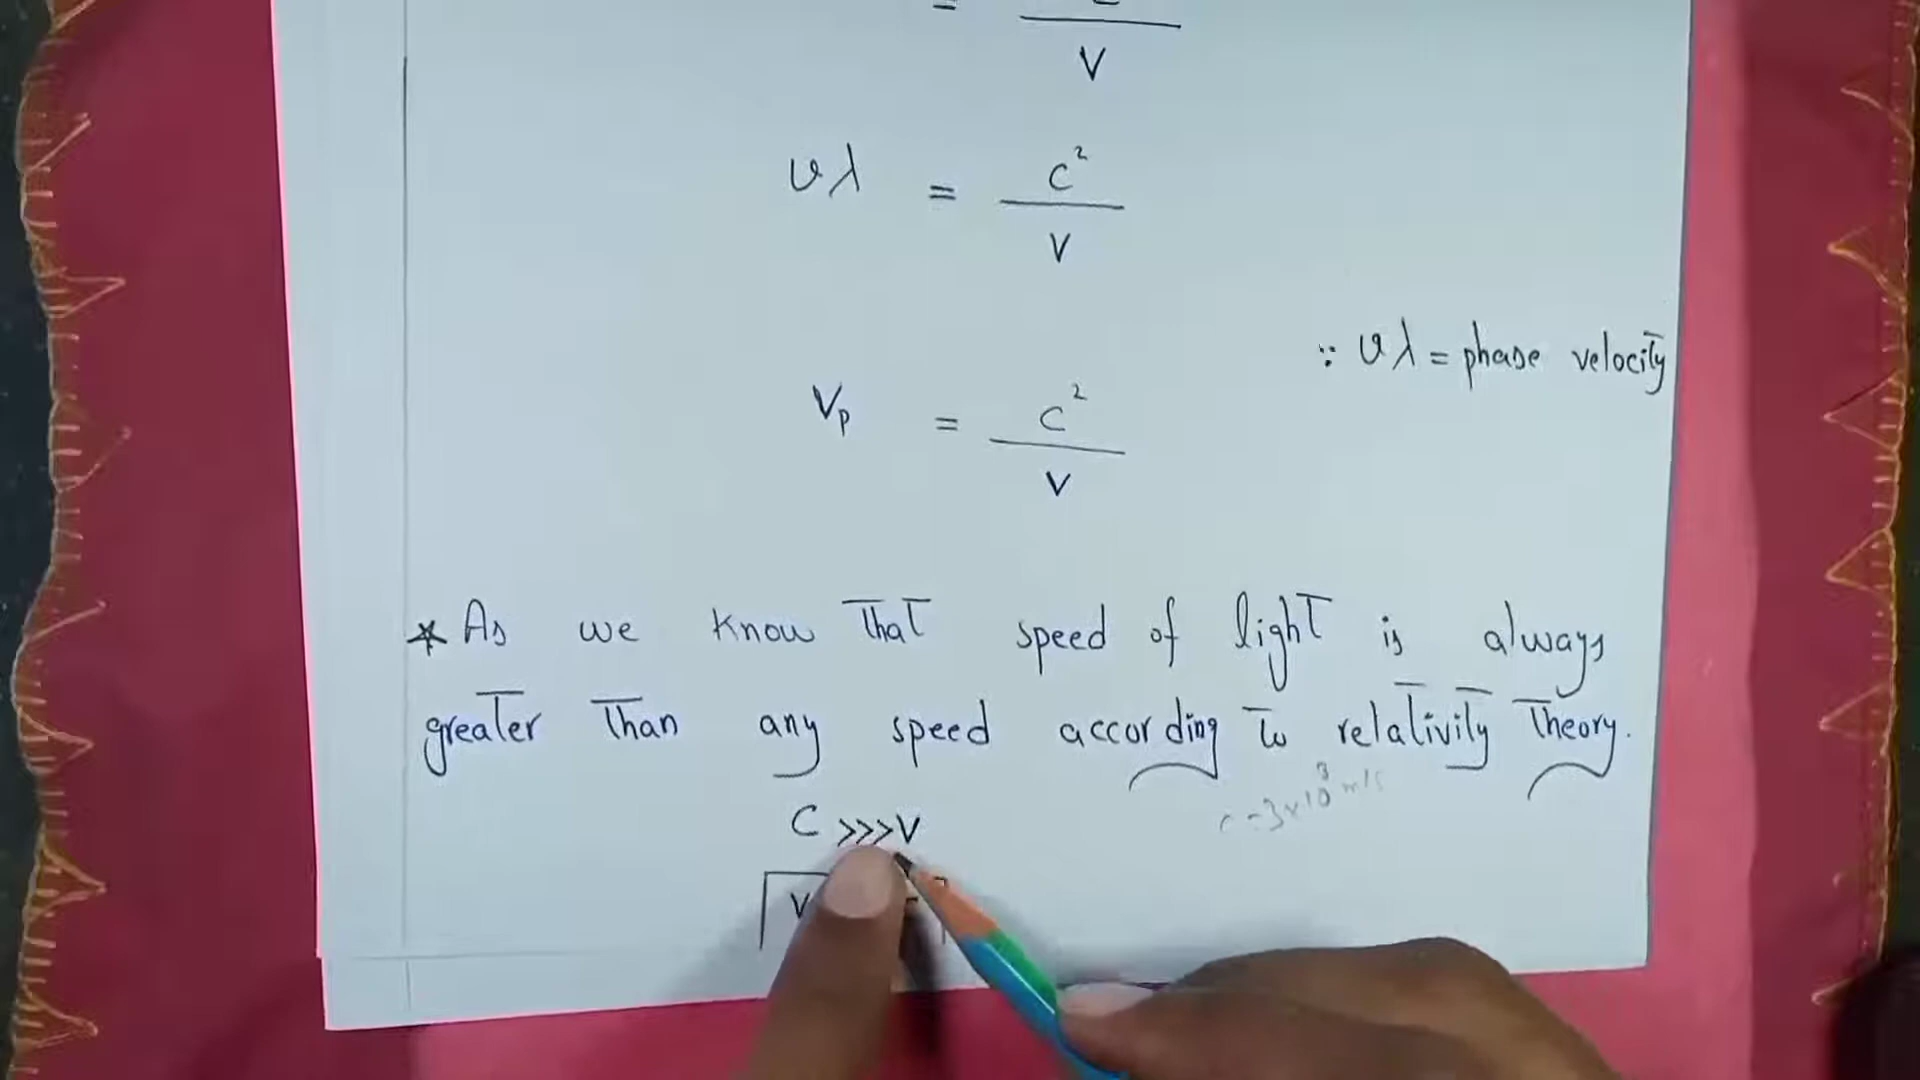 =
V
υλ = c²/V
∵ υλ = phase velocity
Vp = c²/V
* As we know that speed of light is always
greater than any speed according to relativity theory.
c = 3×10⁸ m/s
C >>> V
V